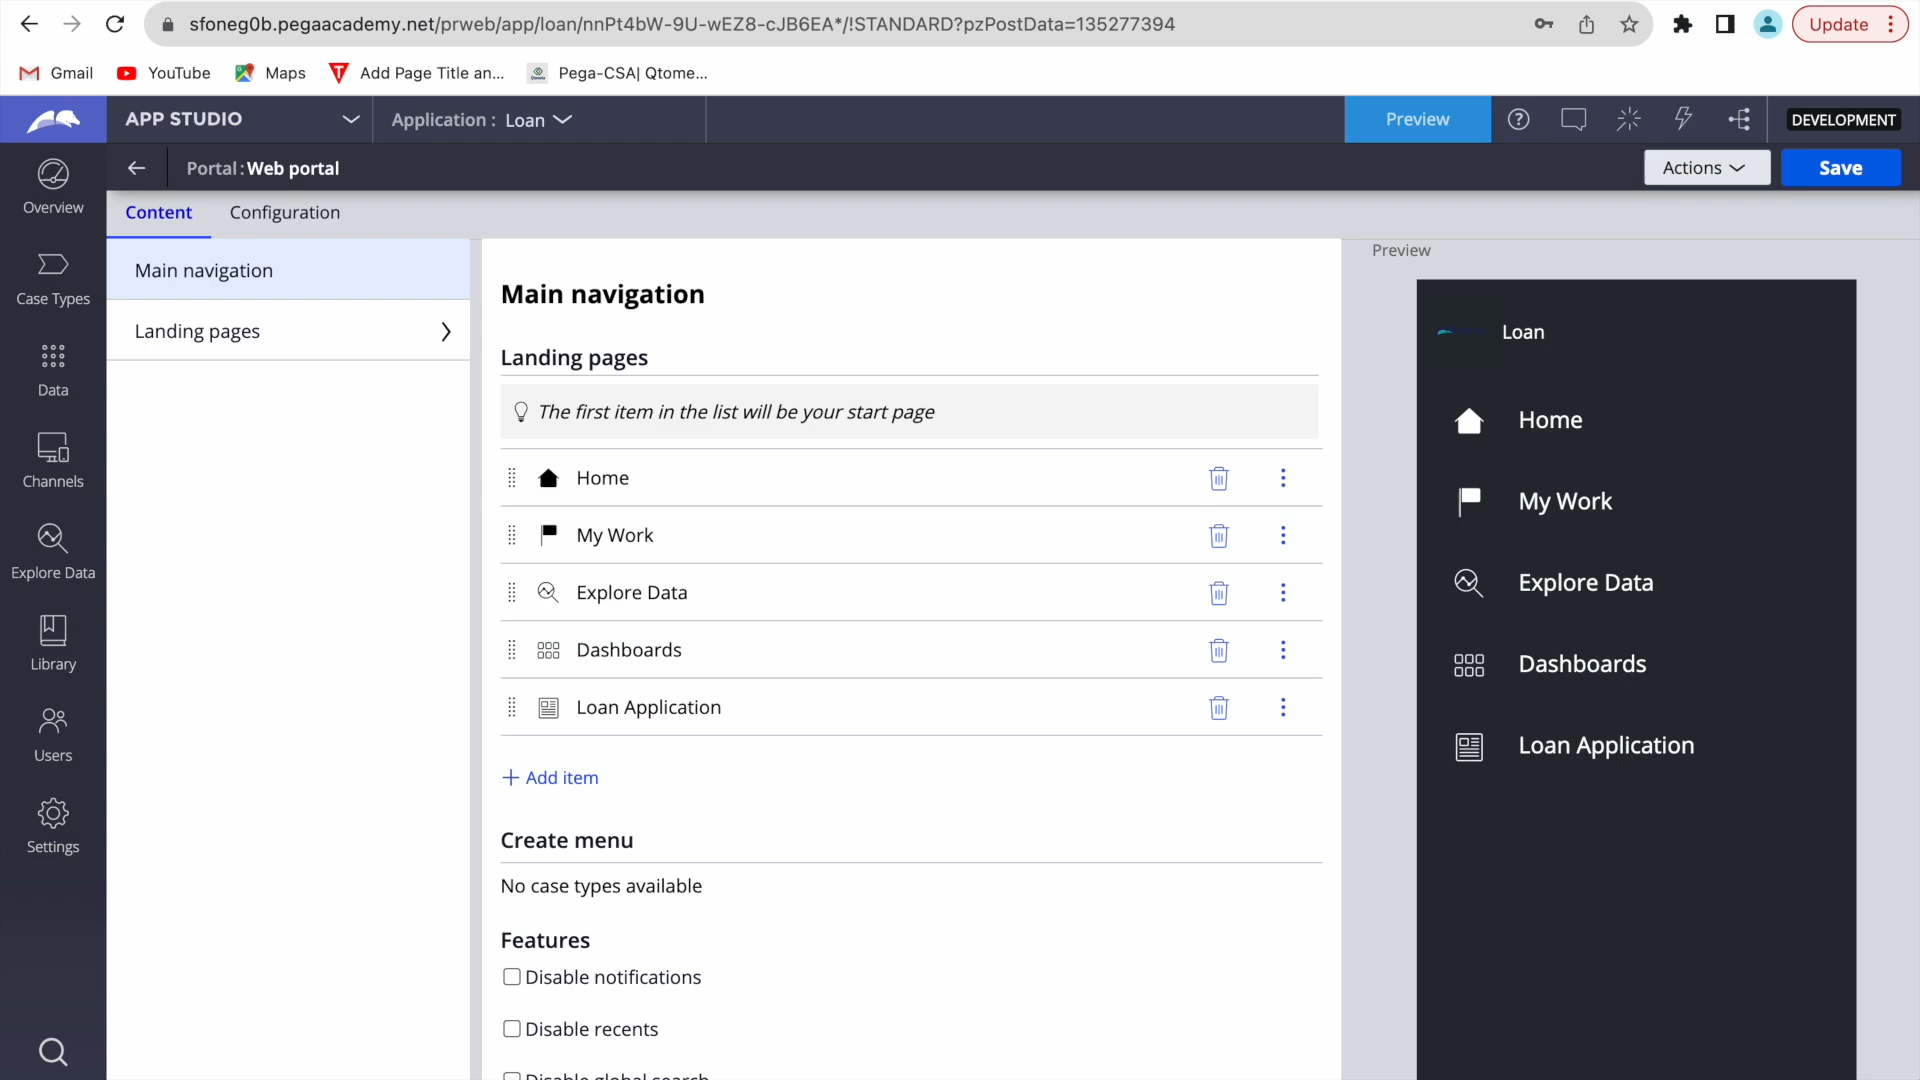 sfoneg0b.pegaacademy.net/prweb/app/loan/nnPt4bW-9U-wEZ8-cJB6EA*/!STANDARD?pzPostData=135277394
Update
Gmail
YouTube
Maps
Add Page Title an...
Pega-CSA| Qtome...
APP STUDIO
Application : Loan
Preview
DEVELOPMENT
Portal : Web portal
Actions
Save
Overview
Case Types
Data
Channels
Explore Data
Library
Users
Settings
Content
Configuration
Main navigation
Landing pages
Main navigation
Landing pages
The first item in the list will be your start page
Home
My Work
Explore Data
Dashboards
Loan Application
Add item
Create menu
No case types available
Features
Disable notifications
Disable recents
Disable global search
Preview
Loan
Home
My Work
Explore Data
Dashboards
Loan Application